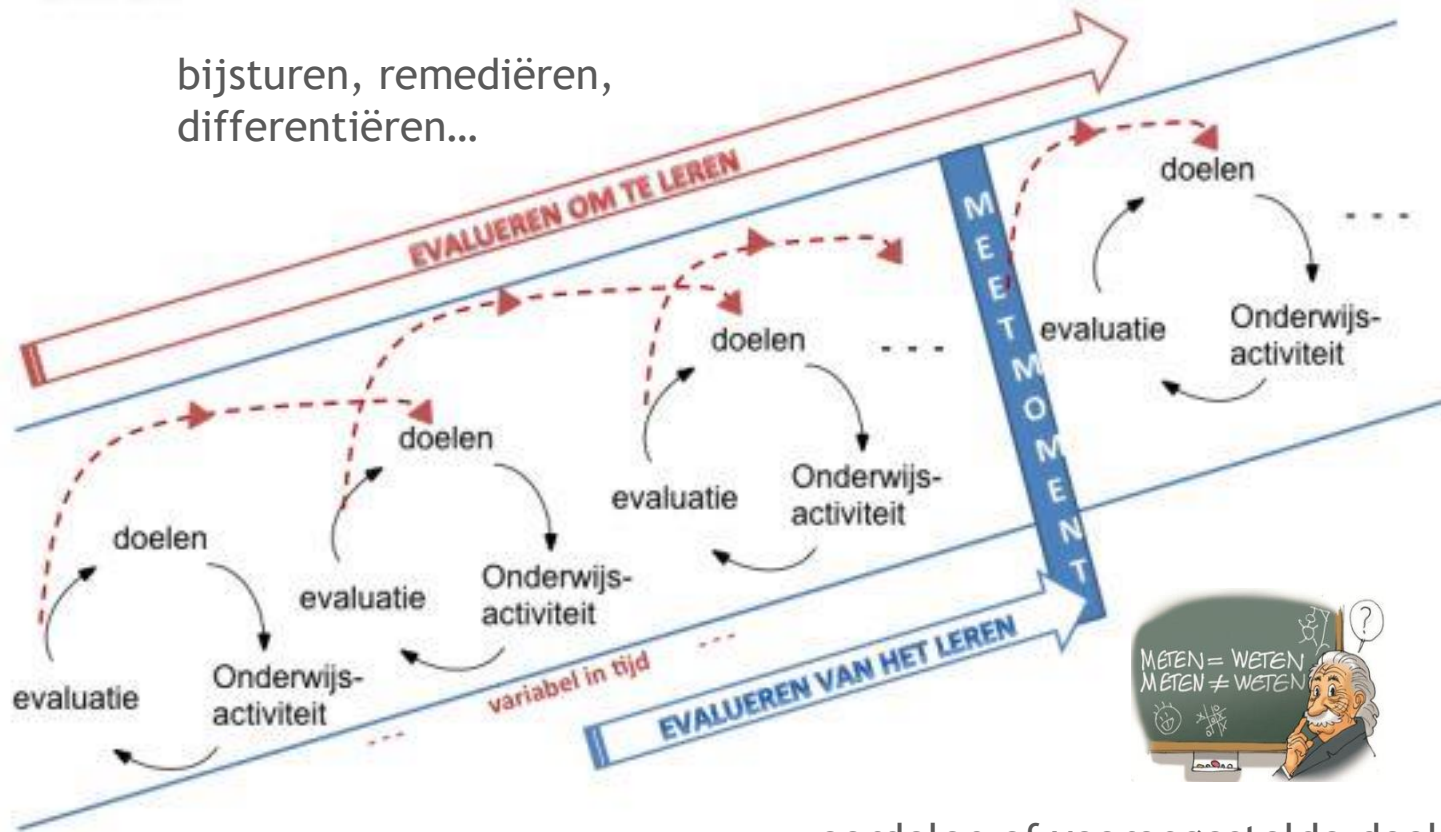 bijsturen, remediëren,
differentiëren…
EVALUEREN OM TE LEREN
doelen
Onderwijs-
activiteit
evaluatie
doelen
Onderwijs-
activiteit
evaluatie
doelen
Onderwijs-
activiteit
evaluatie
MEETMOMENT
doelen
Onderwijs-
activiteit
evaluatie
variabel in tijd
EVALUEREN VAN HET LEREN
METEN = WETEN
METEN ≠ WETEN
?